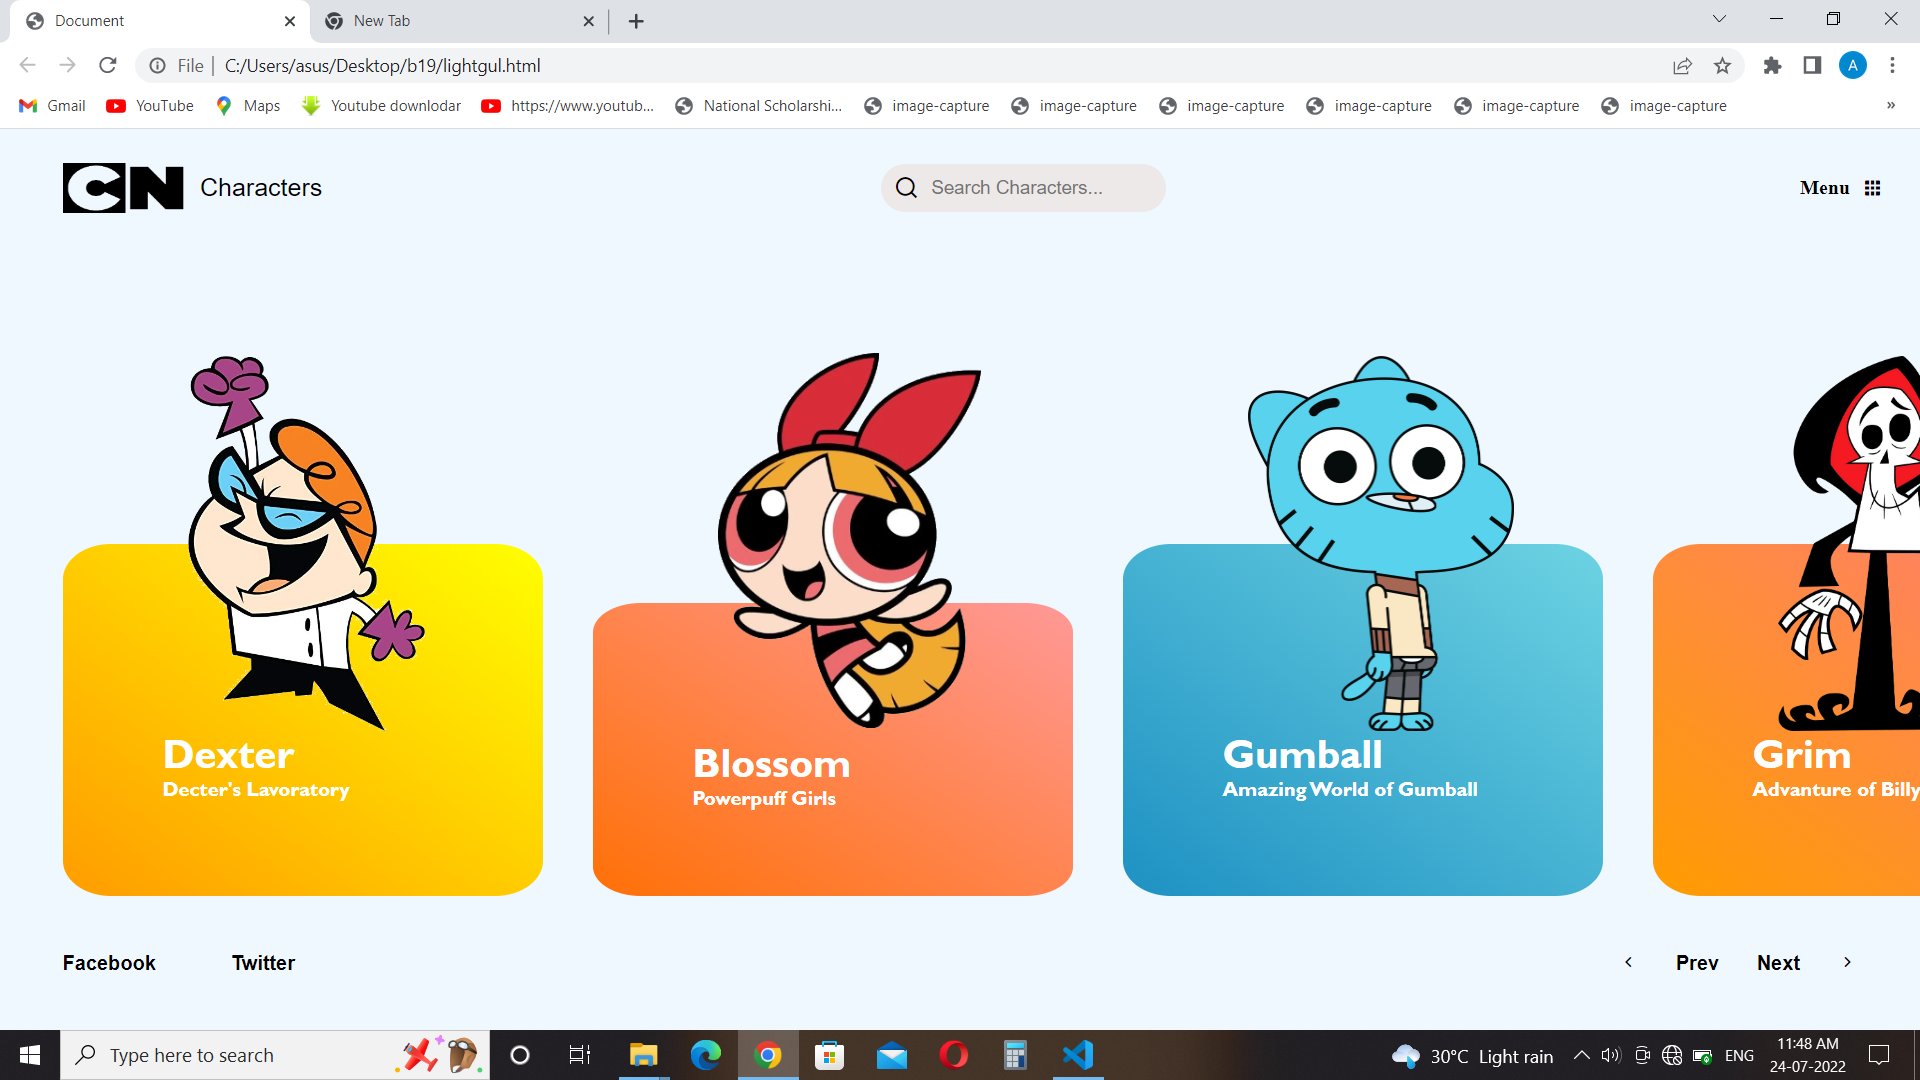 Document
New Tab
File
C:/Users/asus/Desktop/b19/lightgul.html
A
Gmail
YouTube
Maps
Youtube downlodar
https://www.youtub...
National Scholarshi...
image-capture
image-capture
image-capture
image-capture
image-capture
image-capture
»
CN Characters
Search Characters...
Menu
Dexter
Decter's Lavoratory
Blossom
Powerpuff Girls
Gumball
Amazing World of Gumball
Grim
Advanture of Billy
Facebook
Twitter
Prev
Next
Type here to search
30°C Light rain
ENG
11:48 AM
24-07-2022